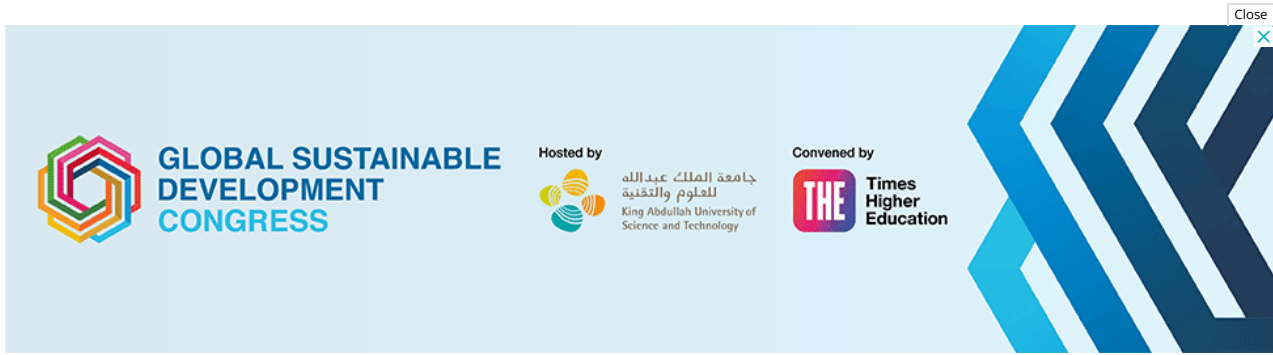 Close
GLOBAL SUSTAINABLE
DEVELOPMENT
CONGRESS
Hosted by
جامعة الملك عبدالله
للعلوم والتقنية
King Abdullah University of
Science and Technology
Convened by
THE
Times
Higher
Education